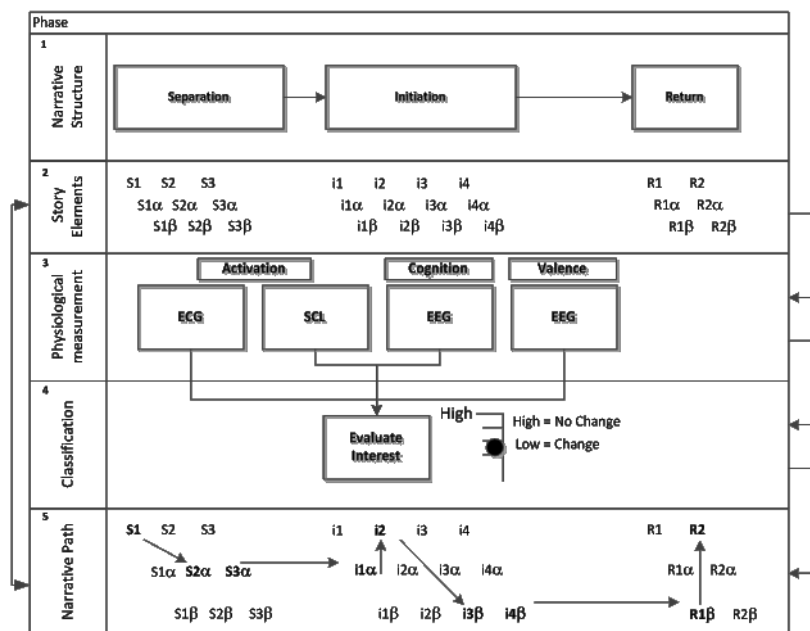 Phase
1
Narrative
Structure
Separation
Initiation
Return
2
Story
Elements
S1 S2 S3
i1 i2 i3 i4
R1 R2
S1α S2α S3α
i1α i2α i3α i4α
R1α R2α
S1β S2β S3β
i1β i2β i3β i4β
R1β R2β
3
Physiological
measurement
Activation
Cognition
Valence
ECG
SCL
EEG
EEG
4
Classification
Evaluate
Interest
High
High = No Change
Low = Change
5
Narrative Path
S1 S2 S3
i1 i2 i3 i4
R1 R2
S1α S2α S3α
i1α i2α i3α i4α
R1α R2α
S1β S2β S3β
i1β i2β i3β i4β
R1β R2β